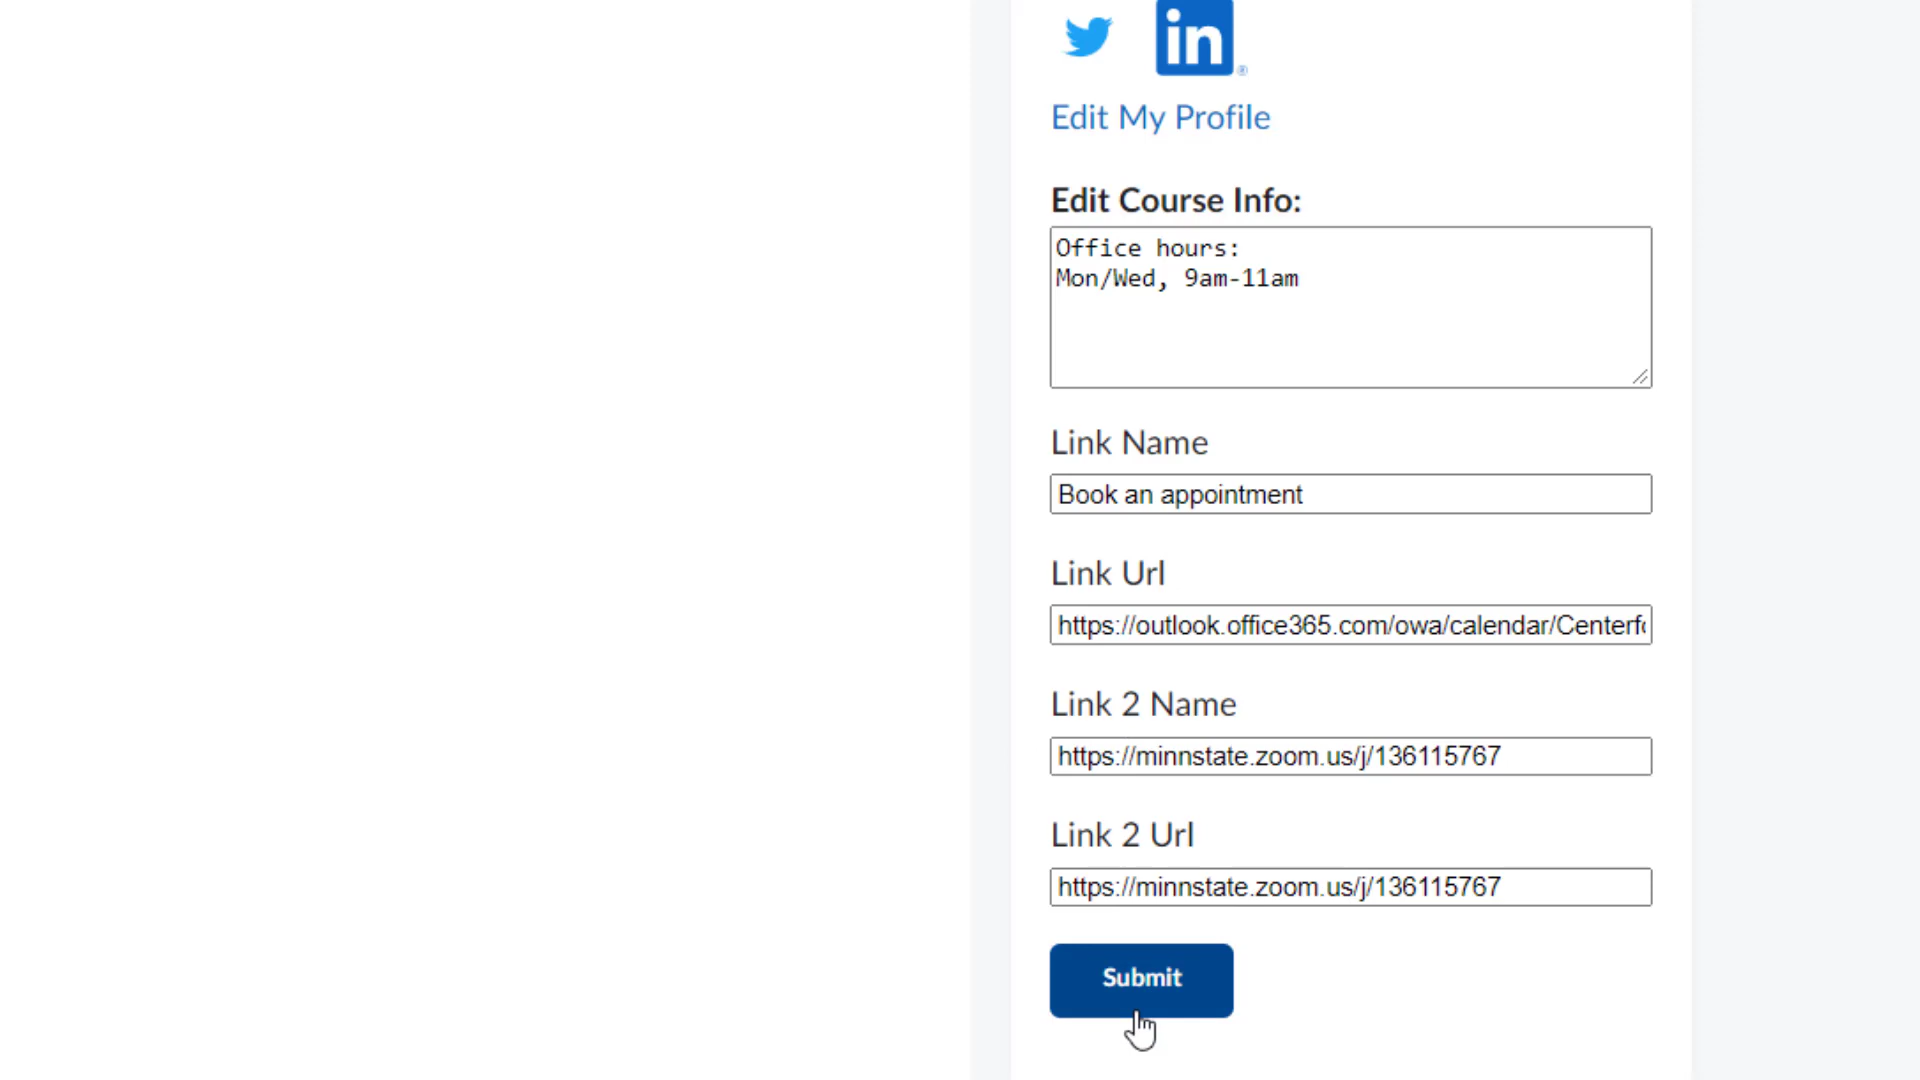 in
Edit My Profile
Edit Course Info:
Office hours:
Mon/Wed, 9am-11am
Link Name
Book an appointment
Link Url
https://outlook.office365.com/owa/calendar/Centerfo
Link 2 Name
https://minnstate.zoom.us/j/136115767
Link 2 Url
https://minnstate.zoom.us/j/136115767
Submit